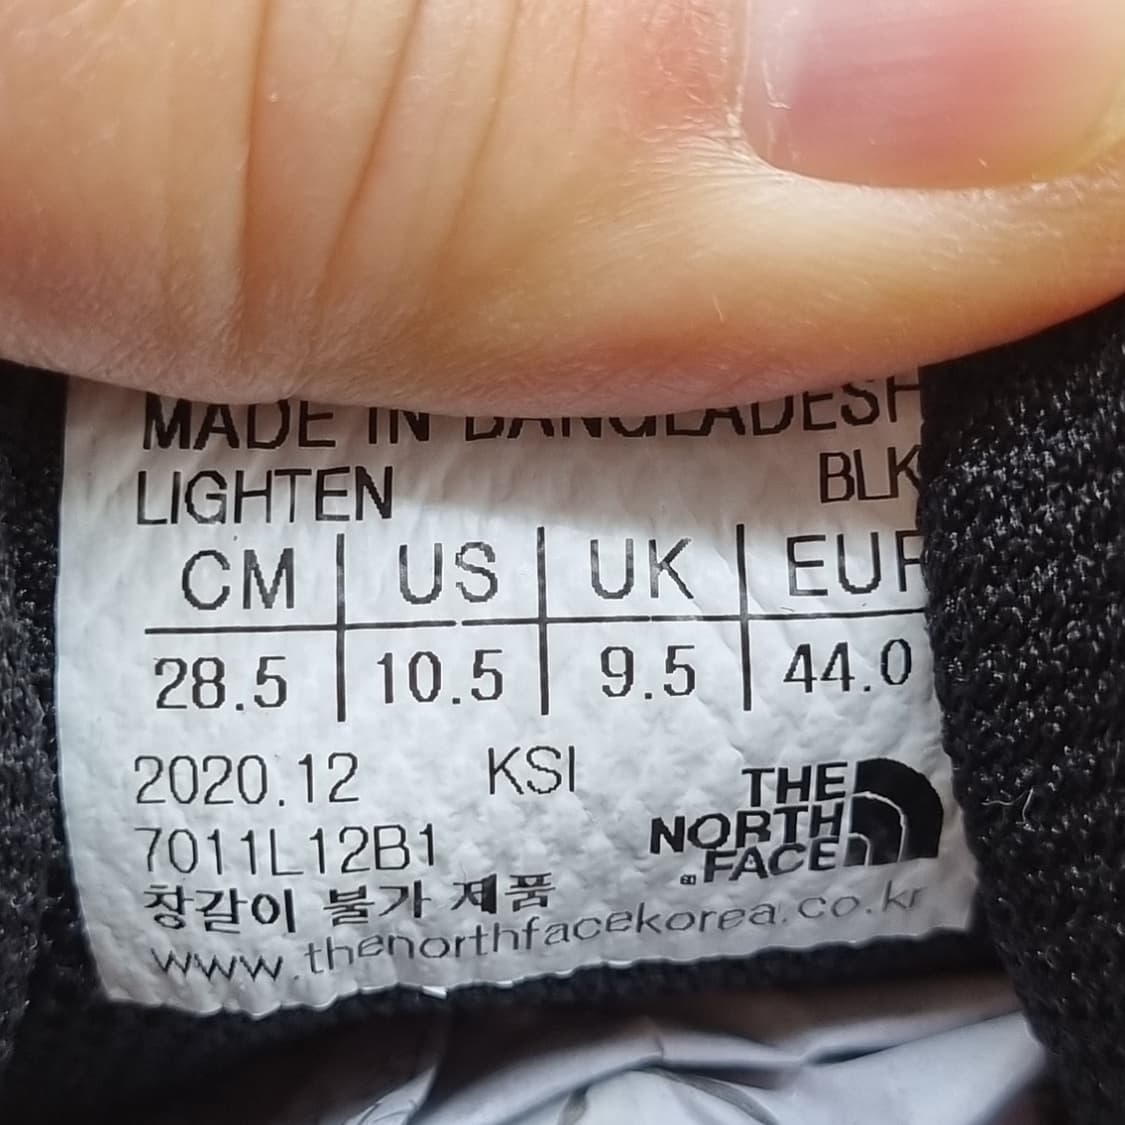 MADE IN BANGLADESH
LIGHTEN BLK
CM US UK EUR
28.5 10.5 9.5 44.0
2020.12 KSI
7011L12B1
창갈이 불가 제품
www.thenorthfacekorea.co.kr
THE
NORTH
FACE